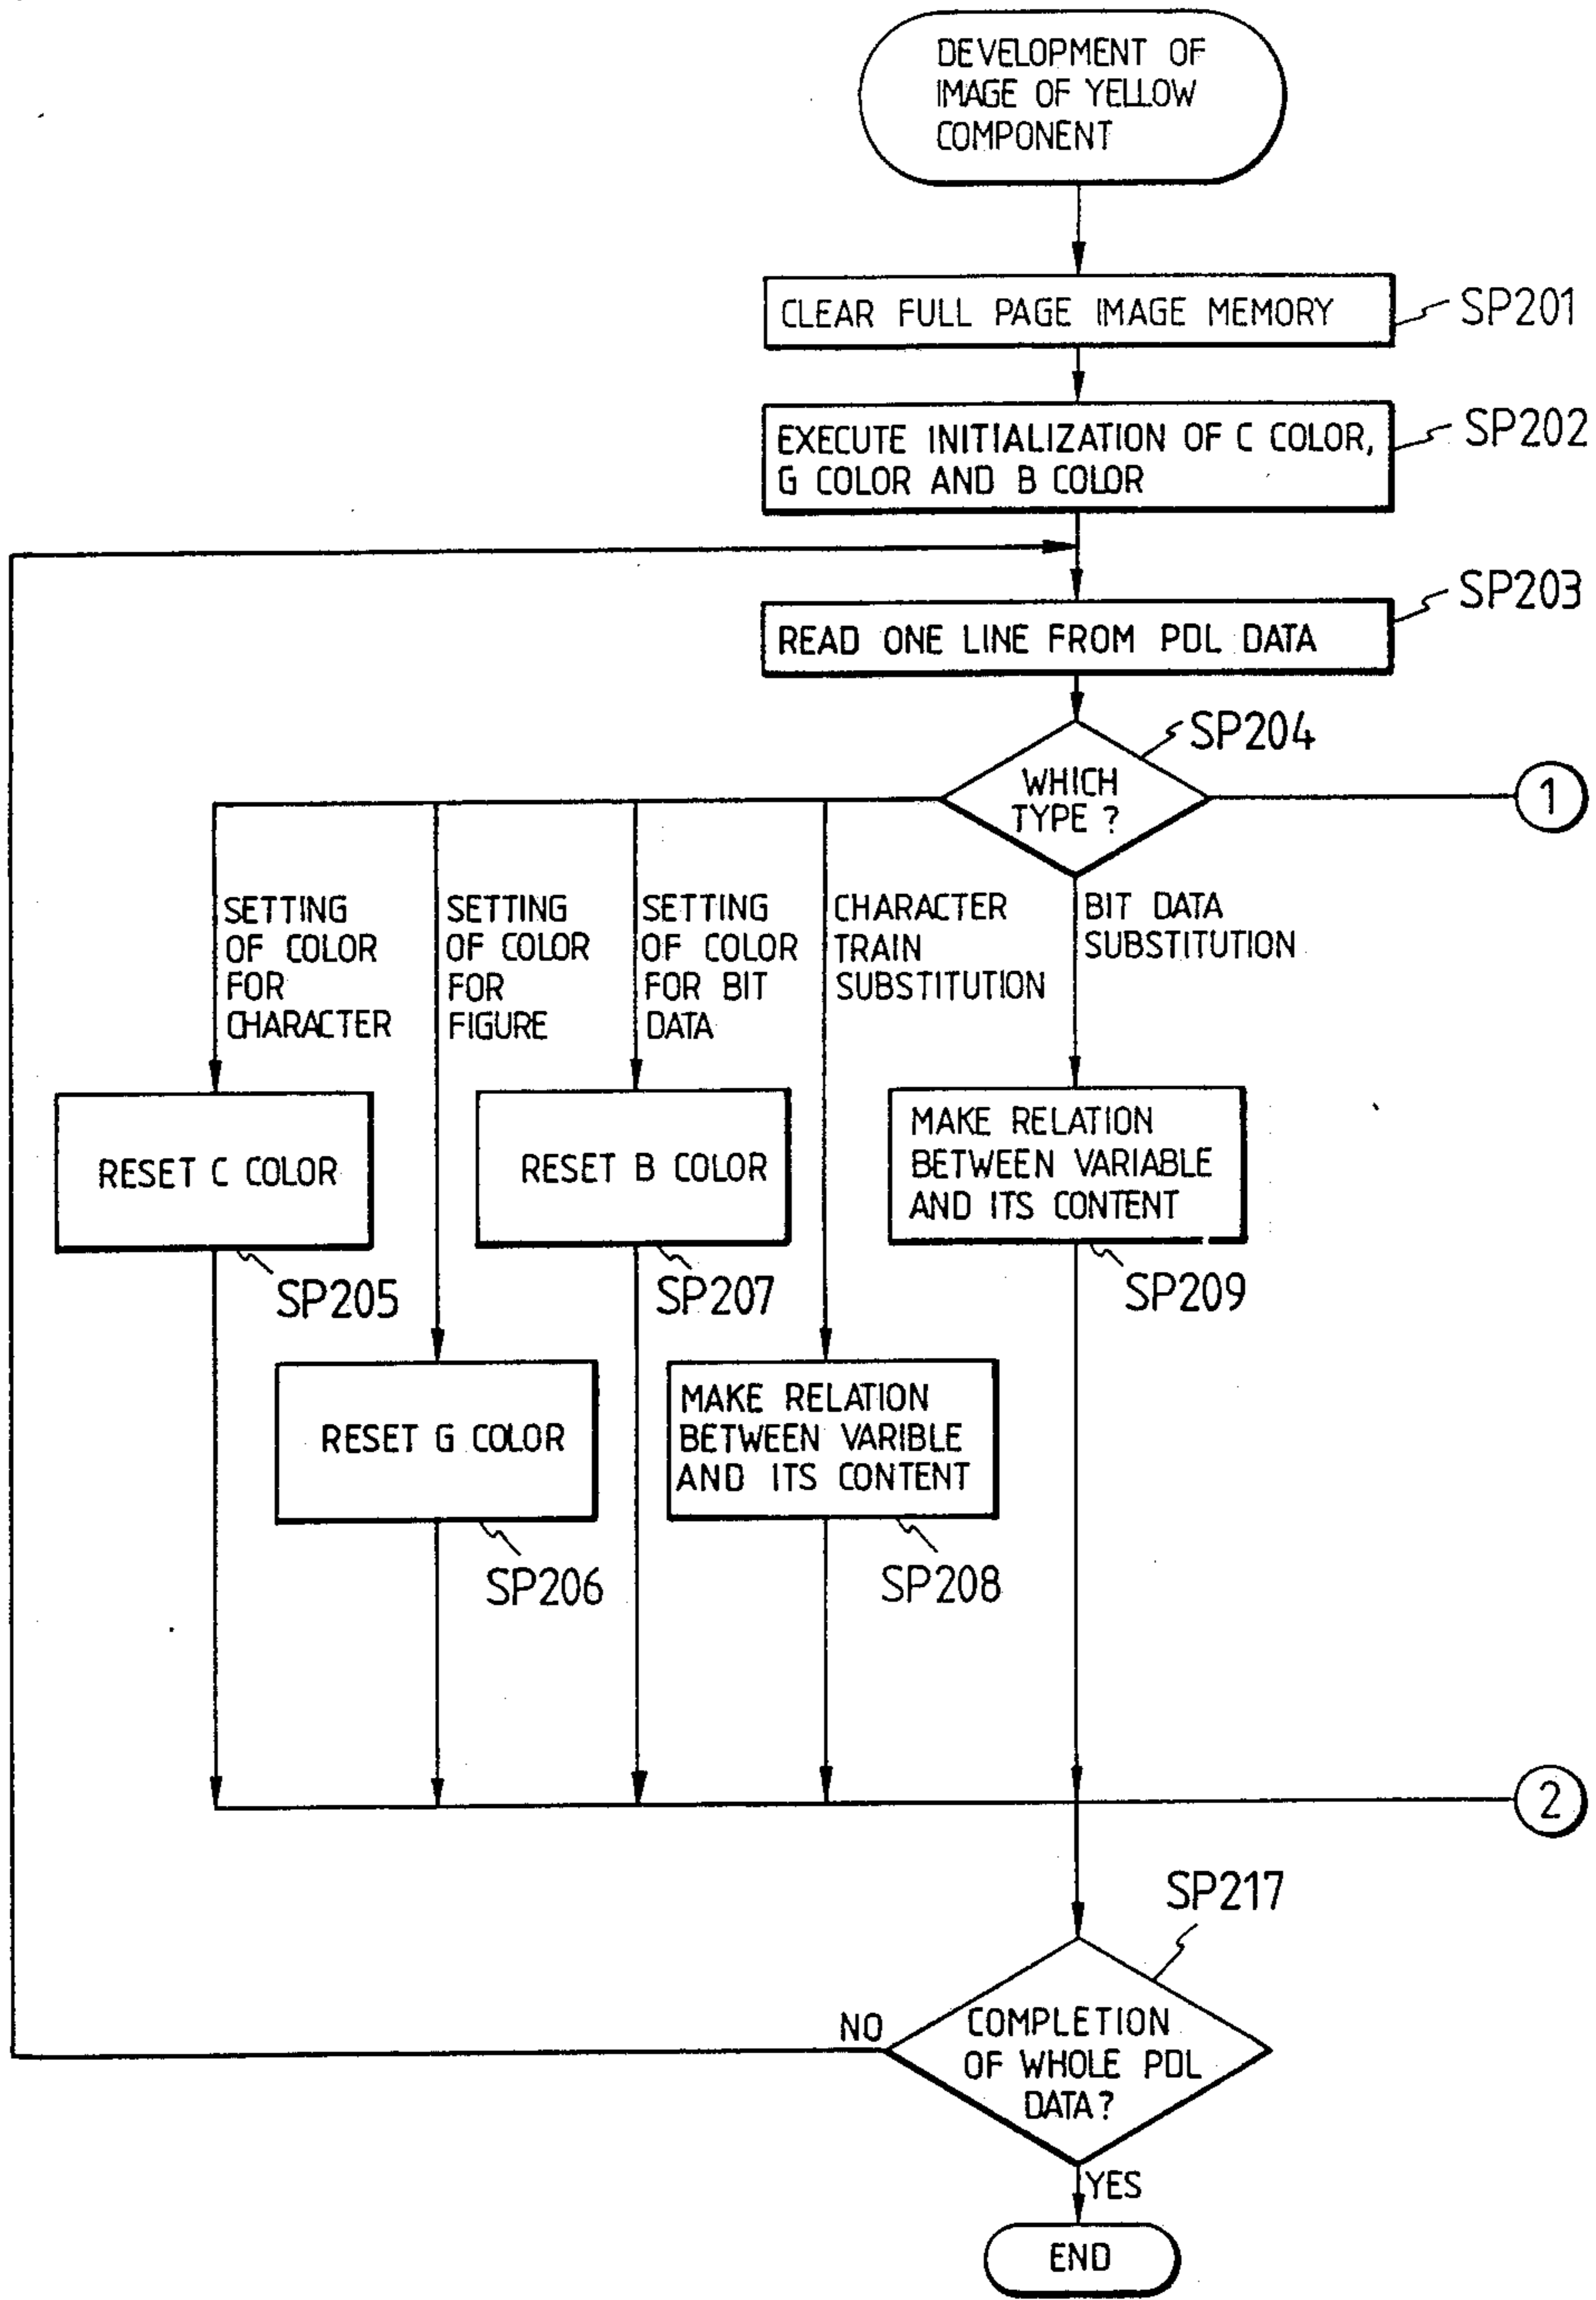 DEVELOPMENT OF
IMAGE OF YELLOW
COMPONENT
CLEAR FULL PAGE IMAGE MEMORY
SP201
EXECUTE INITIALIZATION OF C COLOR,
G COLOR AND B COLOR
SP202
READ ONE LINE FROM PDL DATA
SP203
WHICH
TYPE ?
SP204
1
SETTING
OF COLOR
FOR
CHARACTER
SETTING
OF COLOR
FOR
FIGURE
SETTING
OF COLOR
FOR BIT
DATA
CHARACTER
TRAIN
SUBSTITUTION
BIT DATA
SUBSTITUTION
RESET C COLOR
SP205
RESET B COLOR
SP207
MAKE RELATION
BETWEEN VARIABLE
AND ITS CONTENT
SP209
RESET G COLOR
SP206
MAKE RELATION
BETWEEN VARIBLE
AND ITS CONTENT
SP208
2
SP217
COMPLETION
OF WHOLE PDL
DATA?
NO
YES
END